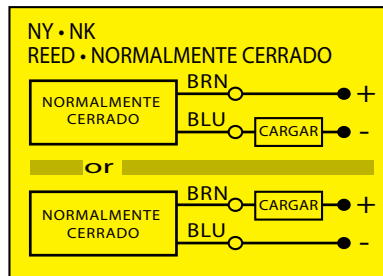 NY • NK
REED • NORMALMENTE CERRADO
BRN
NORMALMENTE
CERRADO
+
BLU
CARGAR
-
or
BRN
CARGAR
+
NORMALMENTE
CERRADO
BLU
-